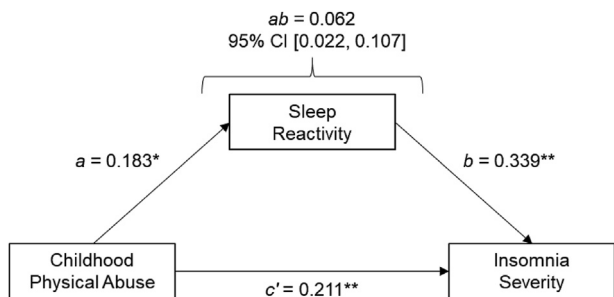 ab = 0.062
95% CI [0.022, 0.107]
Sleep
Reactivity
a = 0.183*
b = 0.339**
Childhood
Physical Abuse
Insomnia
Severity
c' = 0.211**